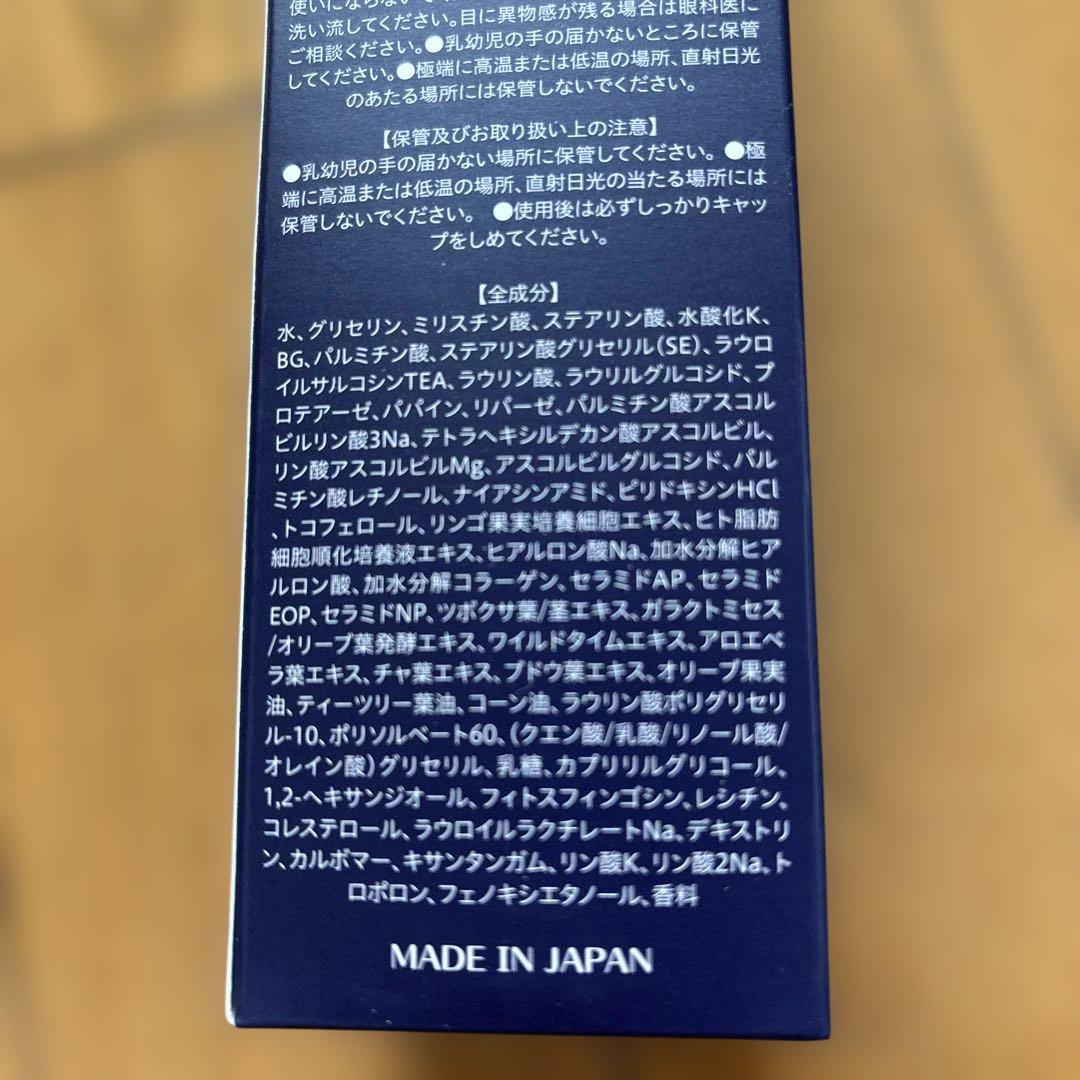 使いにならないで
洗い流してください。目に異物感が残る場合は眼科医に
ご相談ください。●乳幼児の手の届かないところに保管
してください。●極端に高温または低温の場所、直射日光
のあたる場所には保管しないでください。
【保管及びお取り扱い上の注意】
●乳幼児の手の届かない場所に保管してください。 ●極
端に高温または低温の場所、直射日光の当たる場所には
保管しないでください。 ●使用後は必ずしっかりキャッ
プをしめてください。
【全成分】
水、グリセリン、ミリスチン酸、ステアリン酸、水酸化K、
BG、パルミチン酸、ステアリン酸グリセリル(SE)、ラウロ
イルサルコシンTEA、ラウリン酸、ラウリルグルコシド、プ
ロテアーゼ、パパイン、リパーゼ、パルミチン酸アスコル
ビルリン酸3Na、テトラヘキシルデカン酸アスコルビル、
リン酸アスコルビルMg、アスコルビルグルコシド、パル
ミチン酸レチノール、ナイアシンアミド、ピリドキシンHCl
、トコフェロール、リンゴ果実培養細胞エキス、ヒト脂肪
細胞順化培養液エキス、ヒアルロン酸Na、加水分解ヒア
ルロン酸、加水分解コラーゲン、セラミドAP、セラミド
EOP、セラミドNP、ツボクサ葉/茎エキス、ガラクトミセス
/オリーブ葉発酵エキス、ワイルドタイムエキス、アロエベ
ラ葉エキス、チャ葉エキス、ブドウ葉エキス、オリーブ果実
油、ティーツリー葉油、コーン油、ラウリン酸ポリグリセリ
ル-10、ポリソルベート60、(クエン酸/乳酸/リノール酸/
オレイン酸)グリセリル、乳糖、カプリリルグリコール、
1,2-ヘキサンジオール、フィトスフィンゴシン、レシチン、
コレステロール、ラウロイルラクチレートNa、デキストリ
ン、カルボマー、キサンタンガム、リン酸K、リン酸2Na、ト
ロポロン、フェノキシエタノール、香料
MADE IN JAPAN